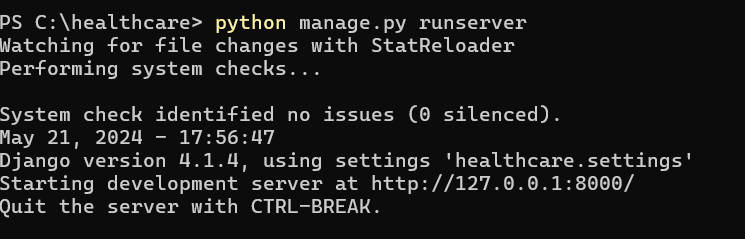 PS C:\healthcare> python manage.py runserver
Watching for file changes with StatReloader
Performing system checks...
System check identified no issues (0 silenced).
May 21, 2024 - 17:56:47
Django version 4.1.4, using settings 'healthcare.settings'
Starting development server at http://127.0.0.1:8000/
Quit the server with CTRL-BREAK.